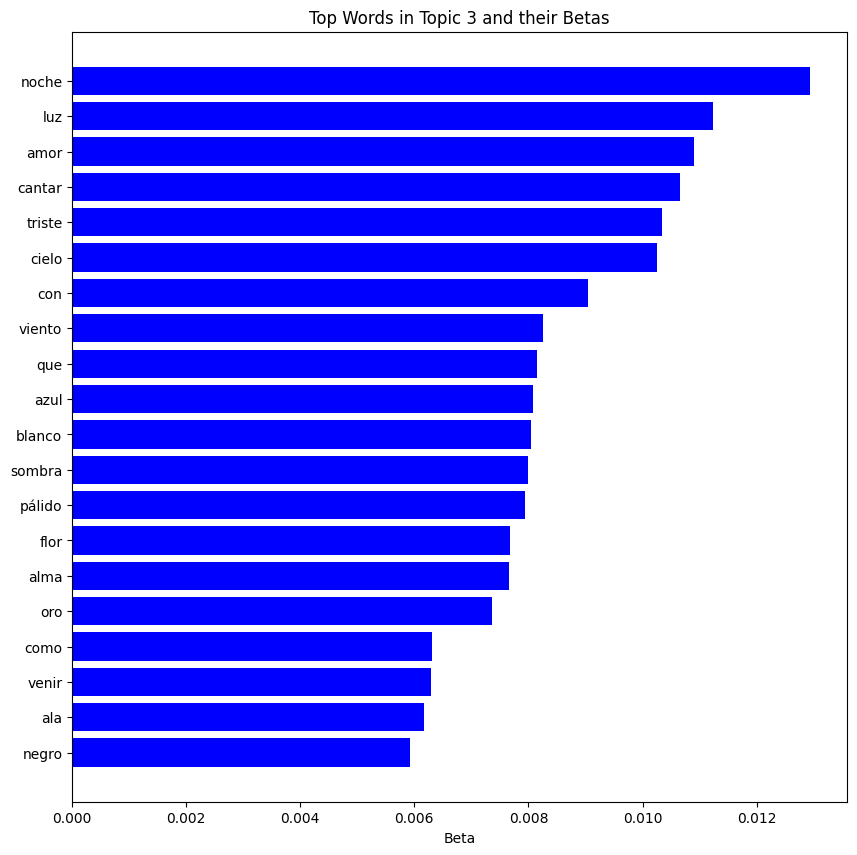 Top Words in Topic 3 and their Betas
noche
luz
amor
cantar
triste
cielo
con
viento
que
azul
blanco
sombra
pálido
flor
alma
oro
como
venir
ala
negro
0.000 0.002 0.004 0.006 0.008 0.010 0.012
Beta